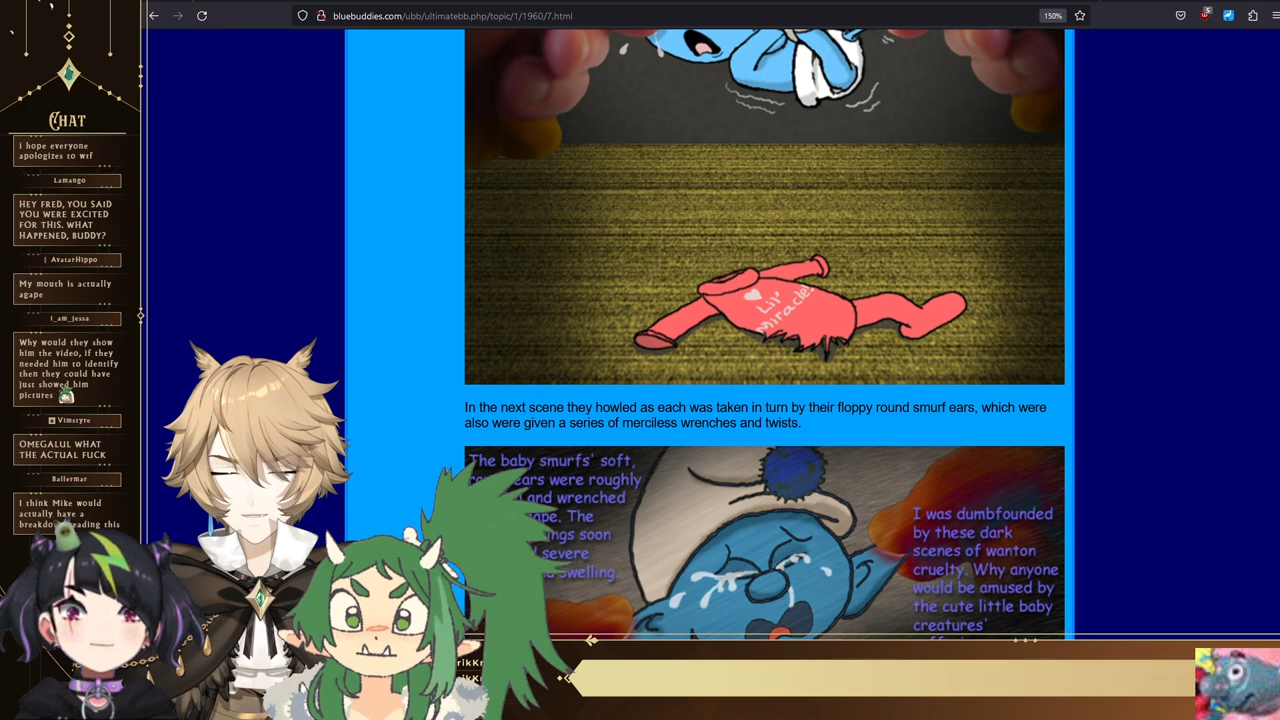 bluebuddies.com/ubb/ultimatebb.php/topic/1/1960/7.html
150%
5
CHAT
I hope everyone
apologizes to wtf
Lamango
HEY FRED, YOU SAID
YOU WERE EXCITED
FOR THIS. WHAT
HAPPENED, BUDDY?
AvatarHippo
My mouth is actually
agape
I_am_jessa
Why would they show
him the video, if they
needed him to identify
then they could have
just showed him
pictures
Vimstyre
OMEGALUL WHAT
THE ACTUAL FUCK
Ballermar
I think Mike would
actually have a
reading this
Lil'
Miracle!
In the next scene they howled as each was taken in turn by their floppy round smurf ears, which were
also were given a series of merciless wrenches and twists.
The baby smurfs' soft,
ears were roughly
and wrenched
The
soon
severe
swelling.
I was dumbfounded
by these dark
scenes of wanton
cruelty. Why anyone
would be amused by
the cute little baby
creatures'